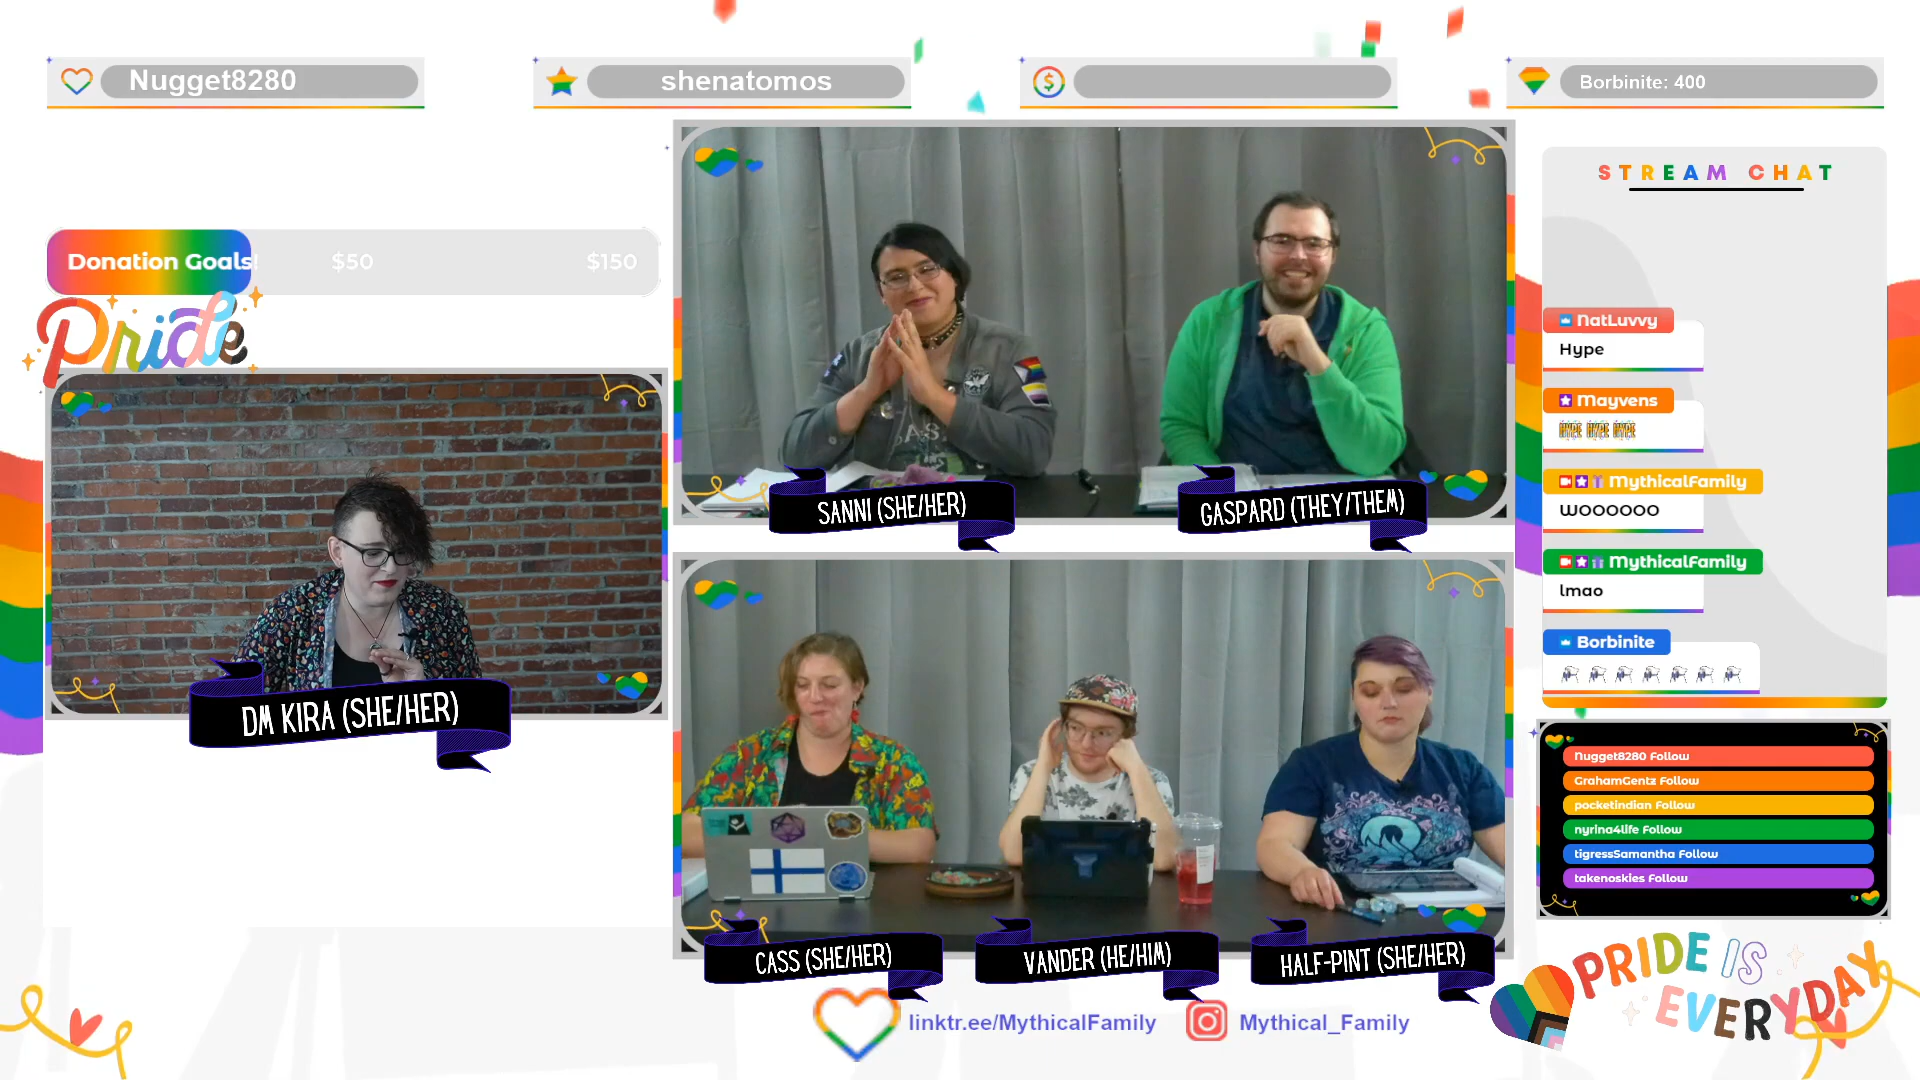 Nugget8280
shenatomos
Borbinite: 400
Donation Goals!
$50
$150
Pride
STREAM CHAT
NatLuvvy
Hype
Mayvens
HYPE HYPE HYPE
MythicalFamily
WOOOOOO
MythicalFamily
lmao
Borbinite
SANNI (SHE/HER)
GASPARD (THEY/THEM)
DM KIRA (SHE/HER)
CASS (SHE/HER)
VANDER (HE/HIM)
HALF-PINT (SHE/HER)
Nugget8280 Follow
GrahamGentz Follow
pocketindian Follow
nyrina4life Follow
tigressSamantha Follow
takenoskies Follow
PRIDE IS
EVERYDAY
linktr.ee/MythicalFamily
Mythical_Family